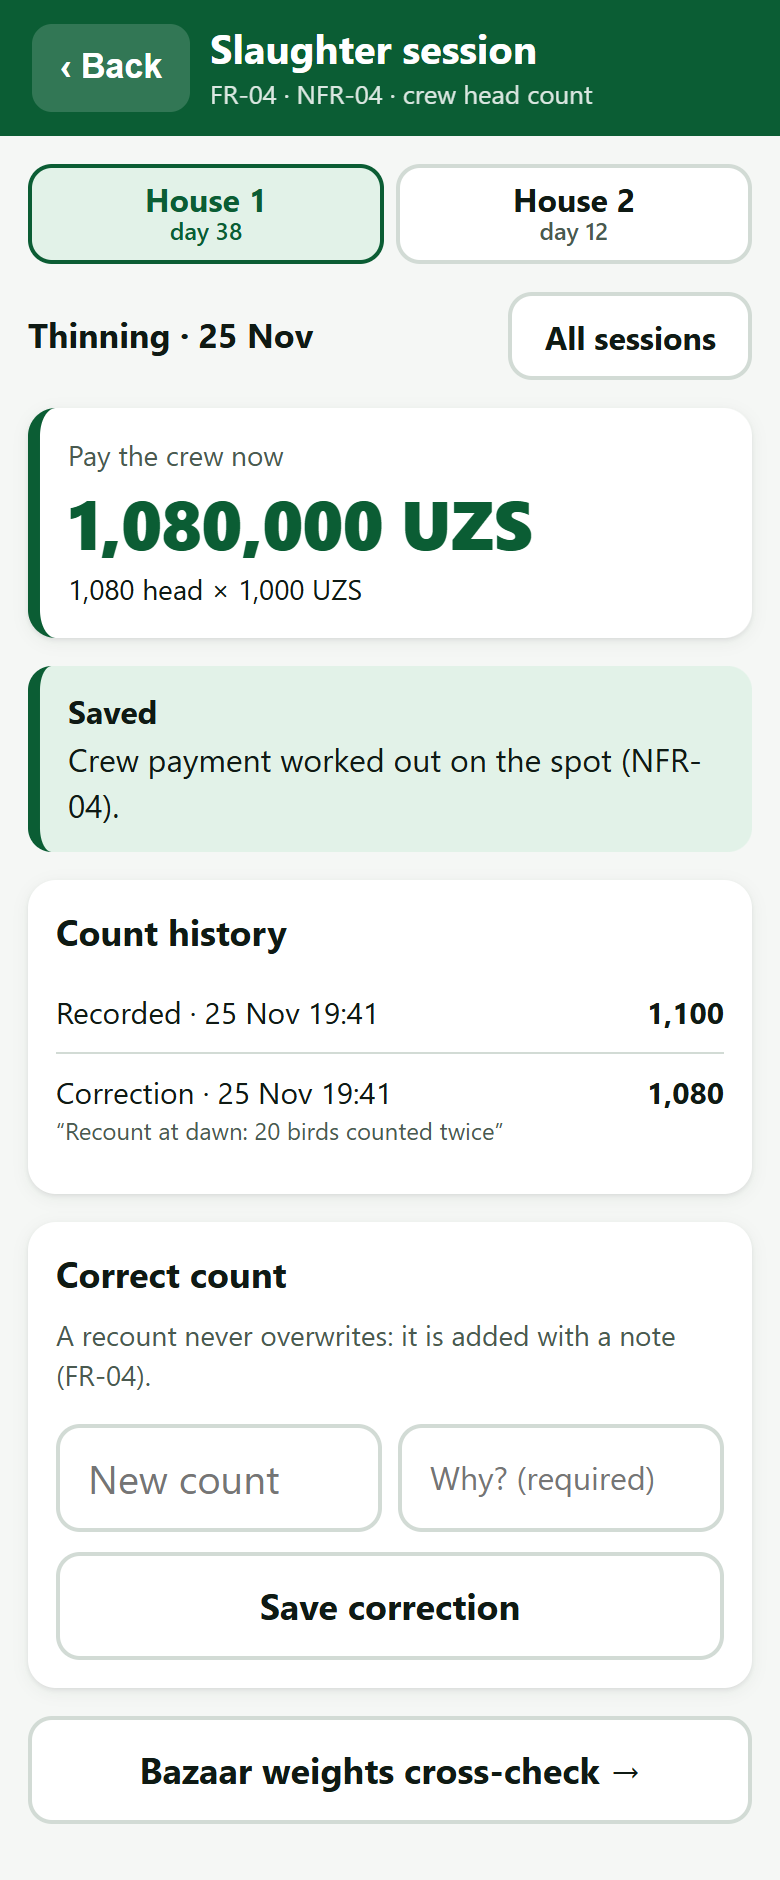 ‹ Back
Slaughter session
FR-04 · NFR-04 · crew head count
House 1
day 38
House 2
day 12
Thinning · 25 Nov
All sessions
Pay the crew now
1,080,000 UZS
1,080 head × 1,000 UZS
Saved
Crew payment worked out on the spot (NFR-
04).
Count history
Recorded · 25 Nov 19:41 1,100
Correction · 25 Nov 19:41 1,080
“Recount at dawn: 20 birds counted twice”
Correct count
A recount never overwrites: it is added with a note
(FR-04).
New count
Why? (required)
Save correction
Bazaar weights cross-check →